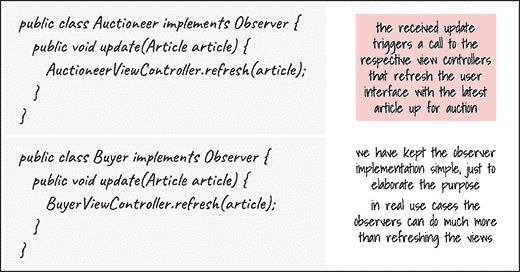 public class Auctioneer implements Observer {
public void update(Article article) {
AuctioneerViewController.refresh(article);
}
}
the received update
triggers a call to the
respective view controllers
that refresh the user
interface with the latest
article up for auction
public class Buyer implements Observer {
public void update(Article article) {
BuyerViewController.refresh(article);
}
}
we have kept the observer
implementation simple, just to
elaborate the purpose
in real use cases the
observers can do much more
than refreshing the views